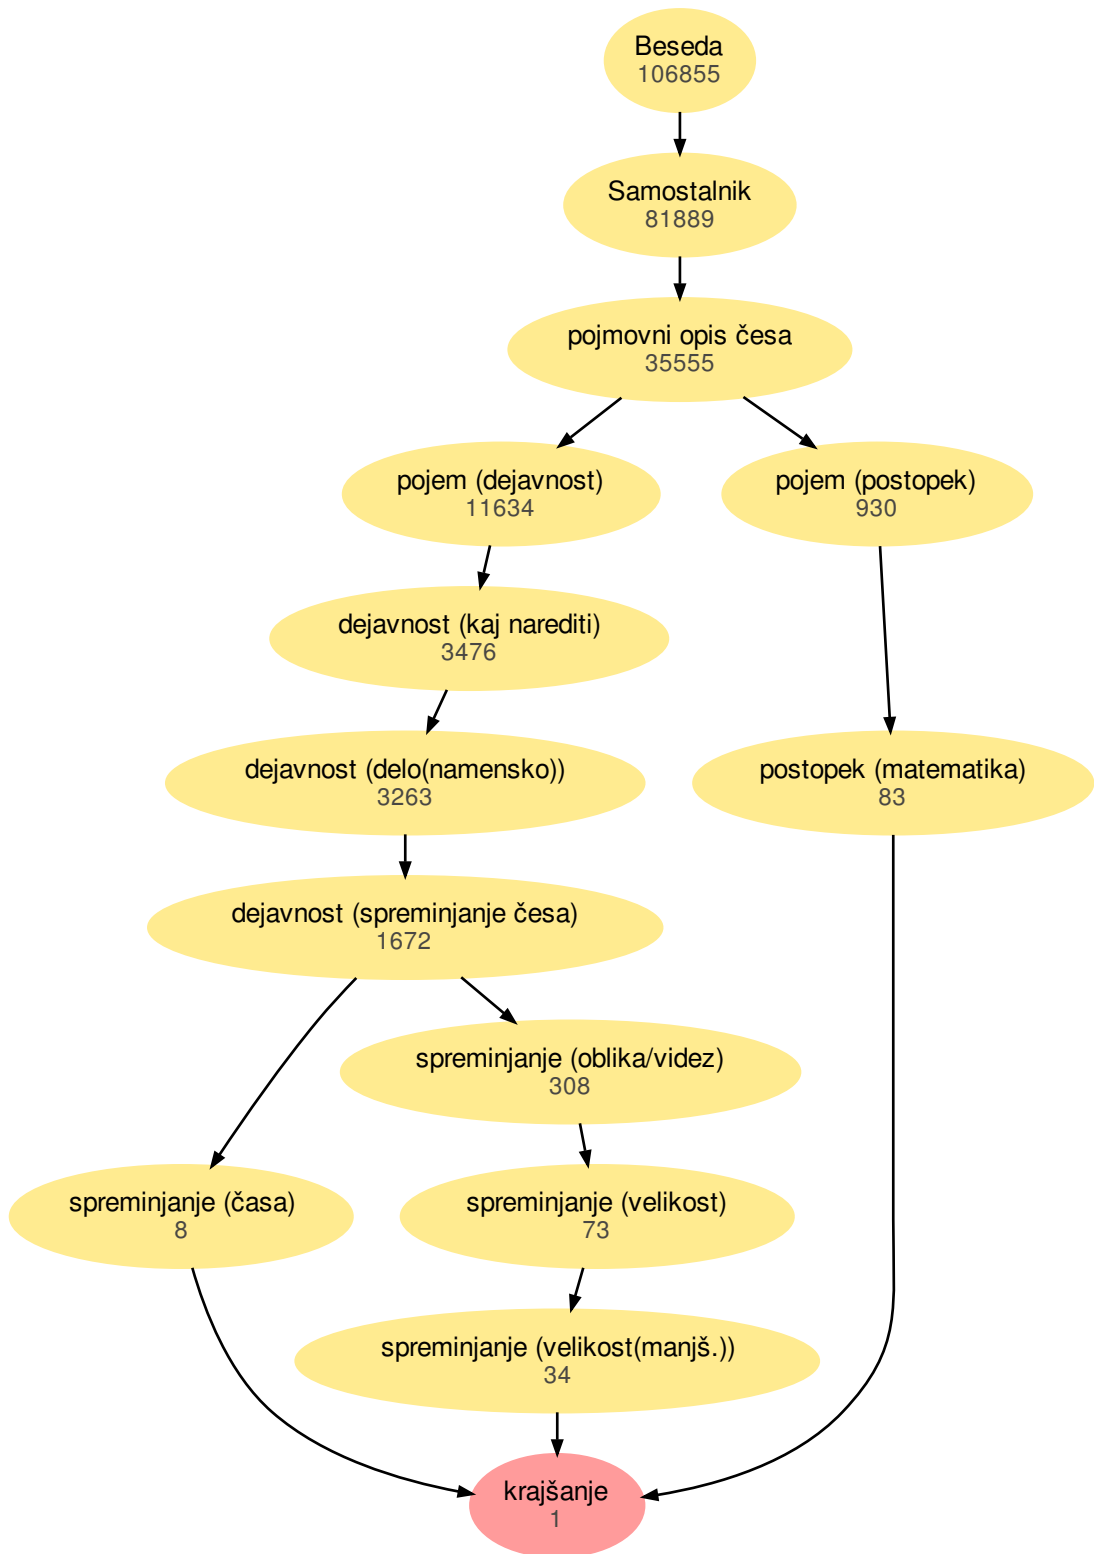 Beseda
106855
Samostalnik
81889
pojmovni opis česa
35555
pojem (dejavnost)
11634
pojem (postopek)
930
dejavnost (kaj narediti)
3476
dejavnost (delo(namensko))
3263
postopek (matematika)
83
dejavnost (spreminjanje česa)
1672
spreminjanje (oblika/videz)
308
spreminjanje (časa)
8
spreminjanje (velikost)
73
spreminjanje (velikost(manjš.))
34
krajšanje
1